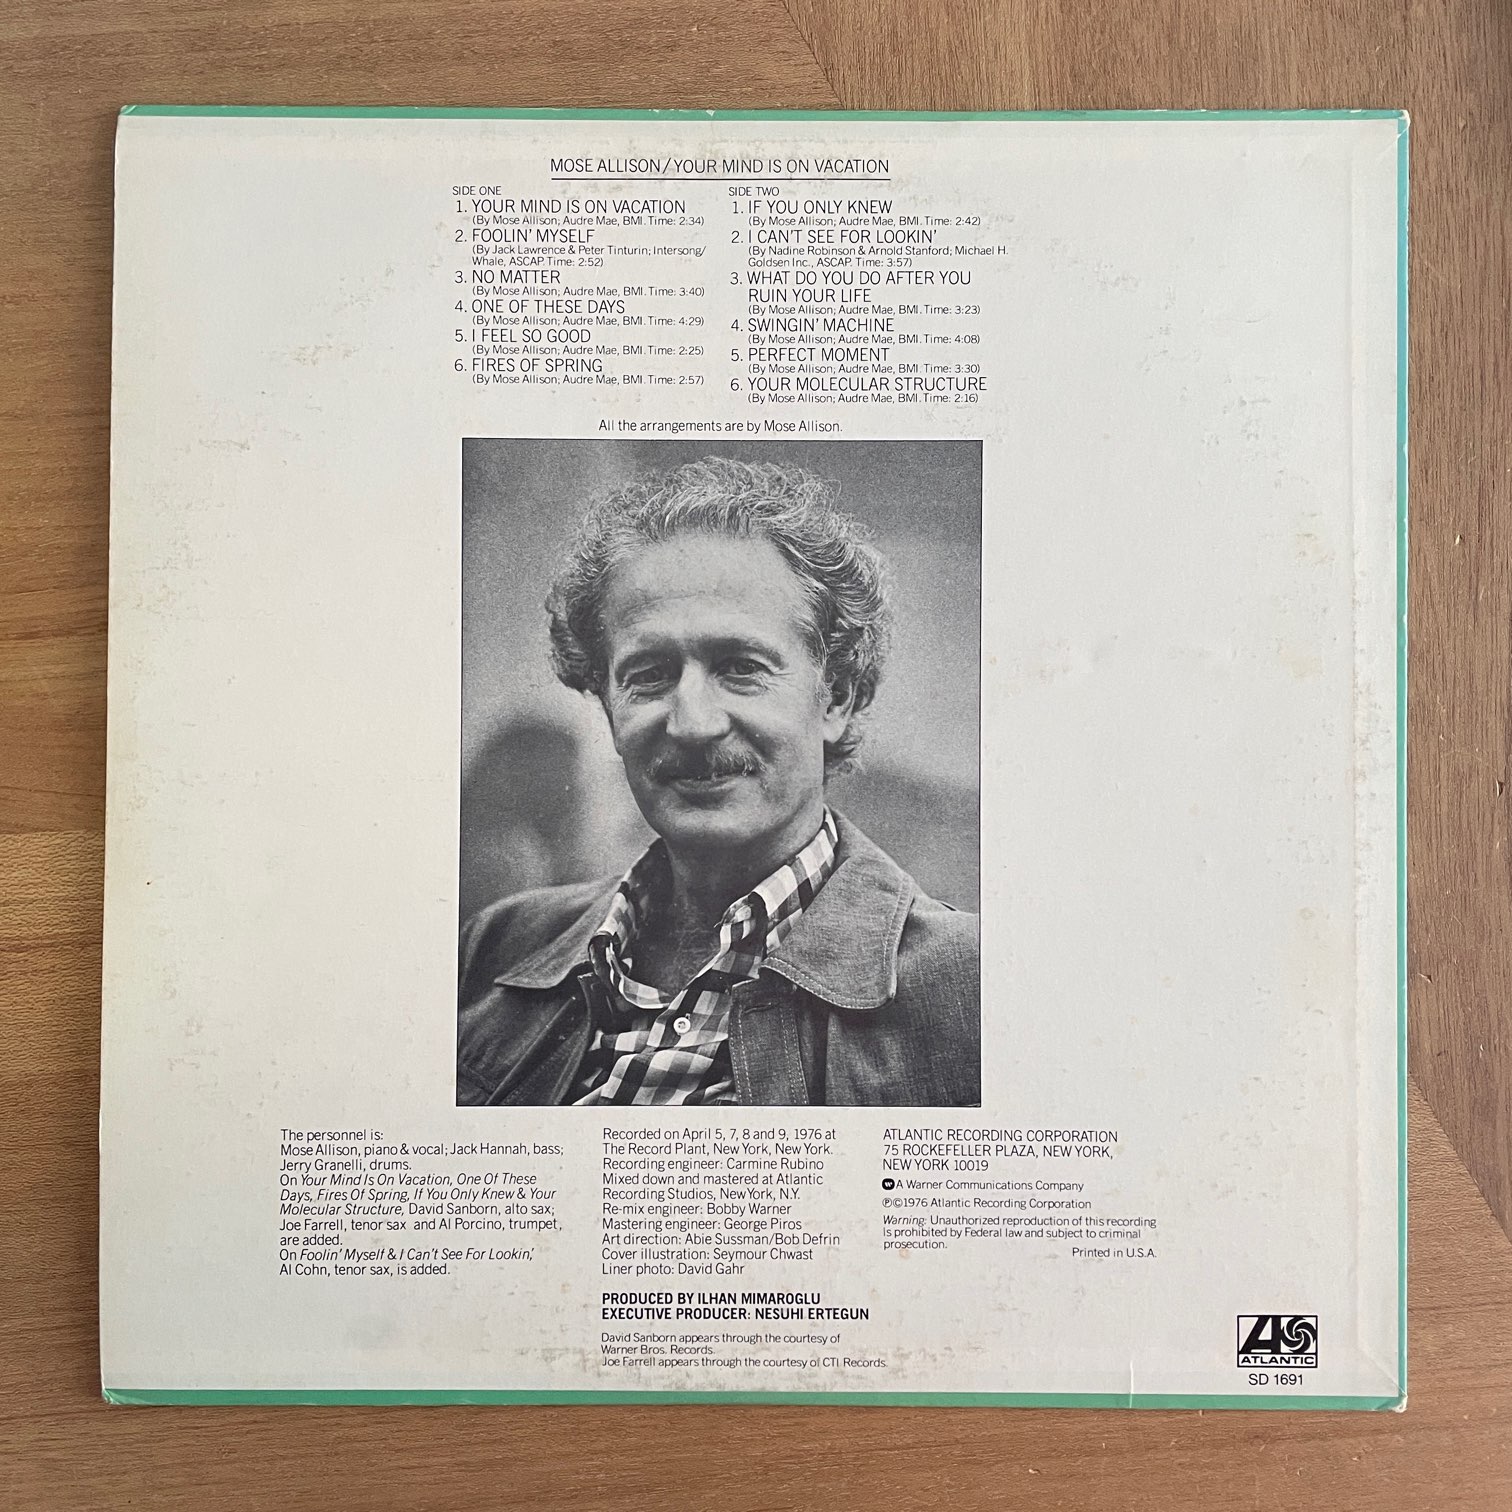 MOSE ALLISON/YOUR MIND IS ON VACATION
SIDE ONE
1. YOUR MIND IS ON VACATION
(By Mose Allison; Audre Mae, BMI. Time: 2:34)
2. FOOLIN' MYSELF
(By Jack Lawrence & Peter Tinturin; Intersong/
Whale, ASCAP. Time: 2:52)
3. NO MATTER
(By Mose Allison; Audre Mae, BMI. Time: 3:40)
4. ONE OF THESE DAYS
(By Mose Allison; Audre Mae, BMI. Time: 4:29)
5. I FEEL SO GOOD
(By Mose Allison; Audre Mae, BMI. Time: 2:25)
6. FIRES OF SPRING
(By Mose Allison; Audre Mae, BMI. Time: 2:57)
SIDE TWO
1. IF YOU ONLY KNEW
(By Mose Allison; Audre Mae, BMI. Time: 2:42)
2. I CAN'T SEE FOR LOOKIN'
(By Nadine Robinson & Arnold Stanford; Michael H.
Goldsen Inc., ASCAP. Time: 3:57)
3. WHAT DO YOU DO AFTER YOU
RUIN YOUR LIFE
(By Mose Allison; Audre Mae, BMI. Time: 3:23)
4. SWINGIN' MACHINE
(By Mose Allison; Audre Mae, BMI. Time: 4:08)
5. PERFECT MOMENT
(By Mose Allison; Audre Mae, BMI. Time: 3:30)
6. YOUR MOLECULAR STRUCTURE
(By Mose Allison; Audre Mae, BMI. Time: 2:16)
All the arrangements are by Mose Allison.
The personnel is:
Mose Allison, piano & vocal; Jack Hannah, bass;
Jerry Granelli, drums.
On Your Mind Is On Vacation, One Of These
Days, Fires Of Spring, If You Only Knew & Your
Molecular Structure, David Sanborn, alto sax;
Joe Farrell, tenor sax and Al Porcino, trumpet,
are added.
On Foolin' Myself & I Can't See For Lookin',
Al Cohn, tenor sax, is added.
Recorded on April 5, 7, 8 and 9, 1976 at
The Record Plant, New York, New York.
Recording engineer: Carmine Rubino
Mixed down and mastered at Atlantic
Recording Studios, New York, N.Y.
Re-mix engineer: Bobby Warner
Mastering engineer: George Piros
Art direction: Abie Sussman/Bob Defrin
Cover illustration: Seymour Chwast
Liner photo: David Gahr
PRODUCED BY ILHAN MIMAROGLU
EXECUTIVE PRODUCER: NESUHI ERTEGUN
David Sanborn appears through the courtesy of
Warner Bros. Records.
Joe Farrell appears through the courtesy of CTI Records.
ATLANTIC RECORDING CORPORATION
75 ROCKEFELLER PLAZA, NEW YORK,
NEW YORK 10019
A Warner Communications Company
℗©1976 Atlantic Recording Corporation
Warning: Unauthorized reproduction of this recording
is prohibited by Federal law and subject to criminal
prosecution.
Printed in U.S.A.
ATLANTIC
SD 1691